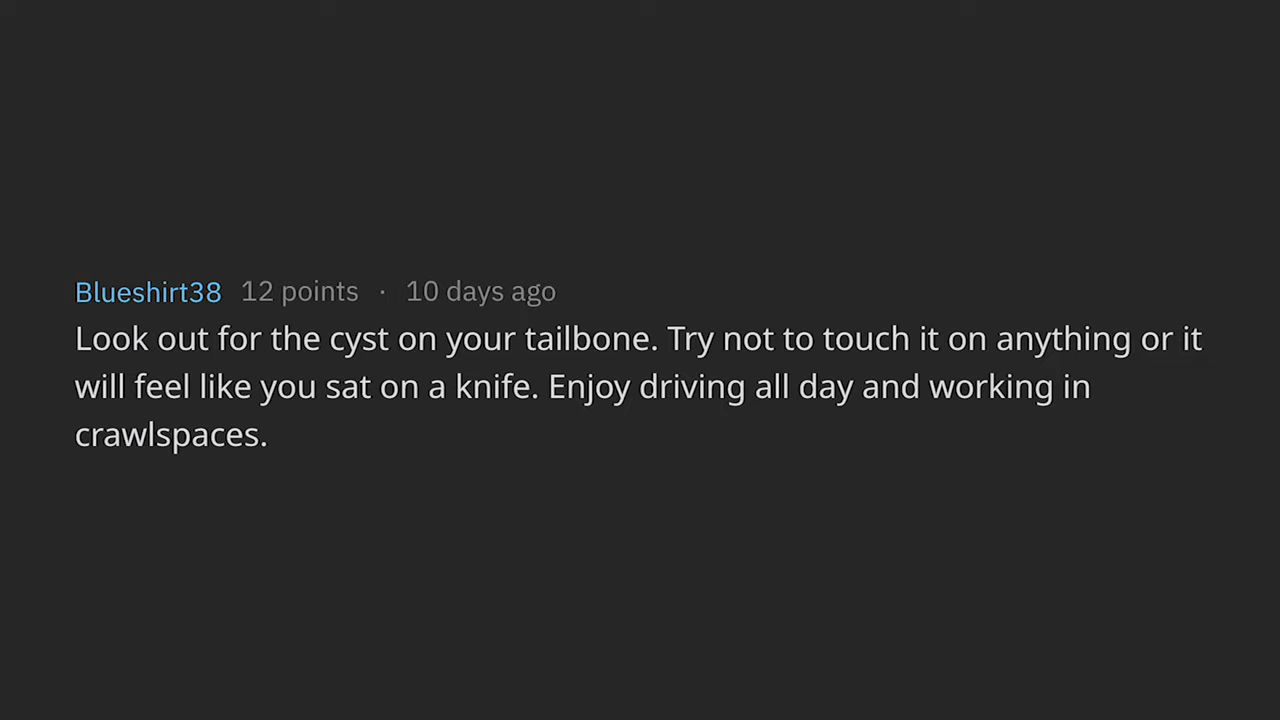 Blueshirt38 12 points · 10 days ago
Look out for the cyst on your tailbone. Try not to touch it on anything or it
will feel like you sat on a knife. Enjoy driving all day and working in
crawlspaces.